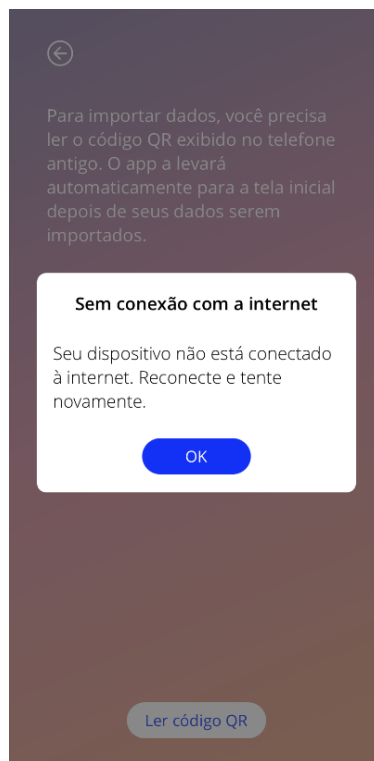 Para importar dados, você precisa
ler o código QR exibido no telefone
antigo. O app a levará
automaticamente para a tela inicial
depois de seus dados serem
importados.
Sem conexão com a internet
Seu dispositivo não está conectado
à internet. Reconecte e tente
novamente.
OK
Ler código QR